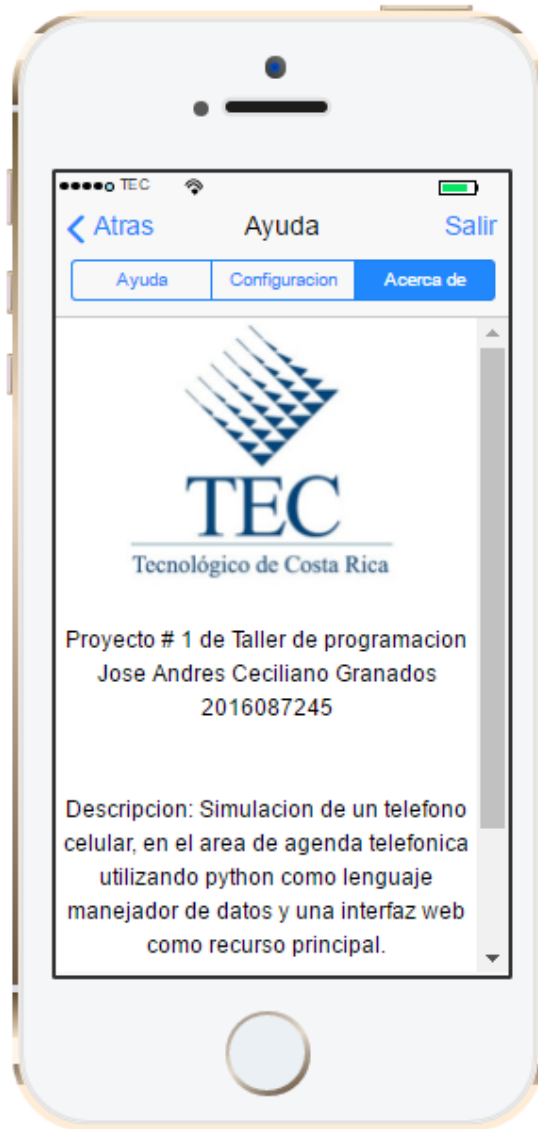 TEC
Atras Ayuda Salir
Ayuda Configuracion Acerca de
TEC
Tecnológico de Costa Rica
Proyecto # 1 de Taller de programacion
Jose Andres Ceciliano Granados
2016087245
Descripcion: Simulacion de un telefono
celular, en el area de agenda telefonica
utilizando python como lenguaje
manejador de datos y una interfaz web
como recurso principal.